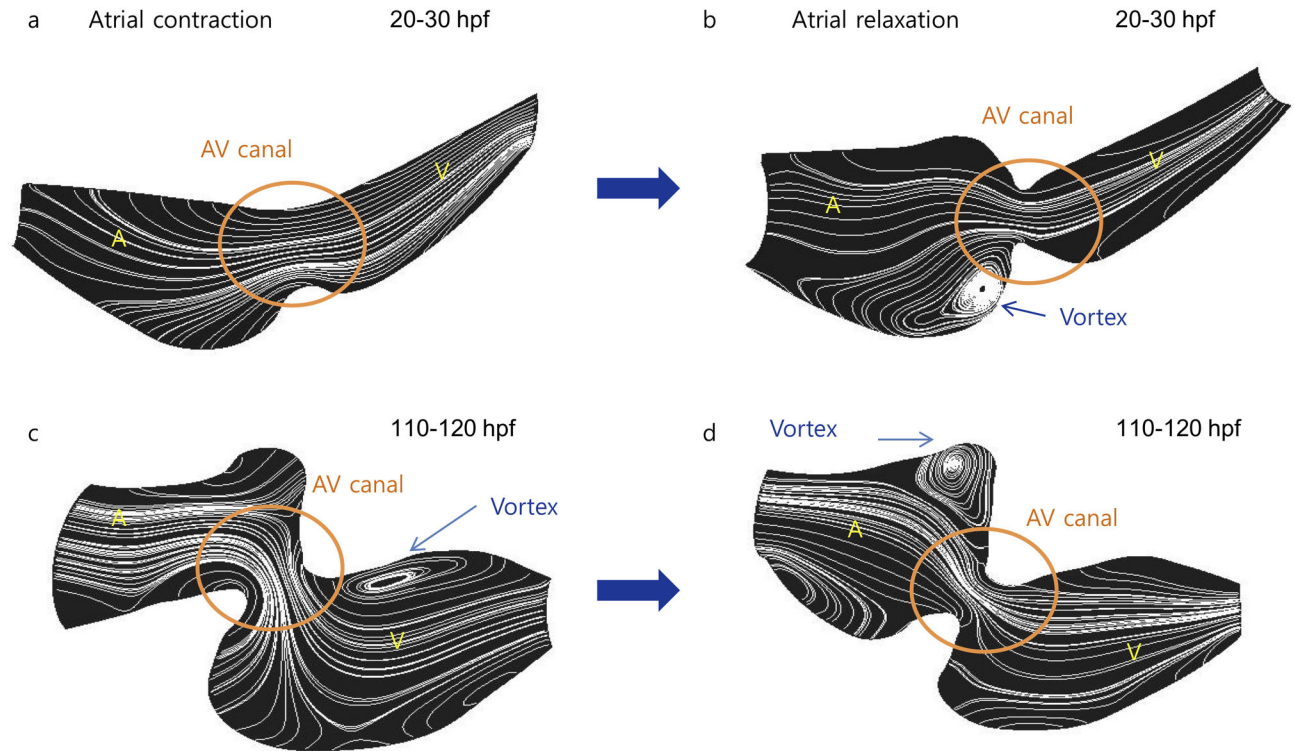 a Atrial contraction 20-30 hpf
AV canal
V
A
b Atrial relaxation 20-30 hpf
AV canal
V
A
Vortex
c 110-120 hpf
AV canal
Vortex
A
V
d 110-120 hpf
Vortex
AV canal
A
V